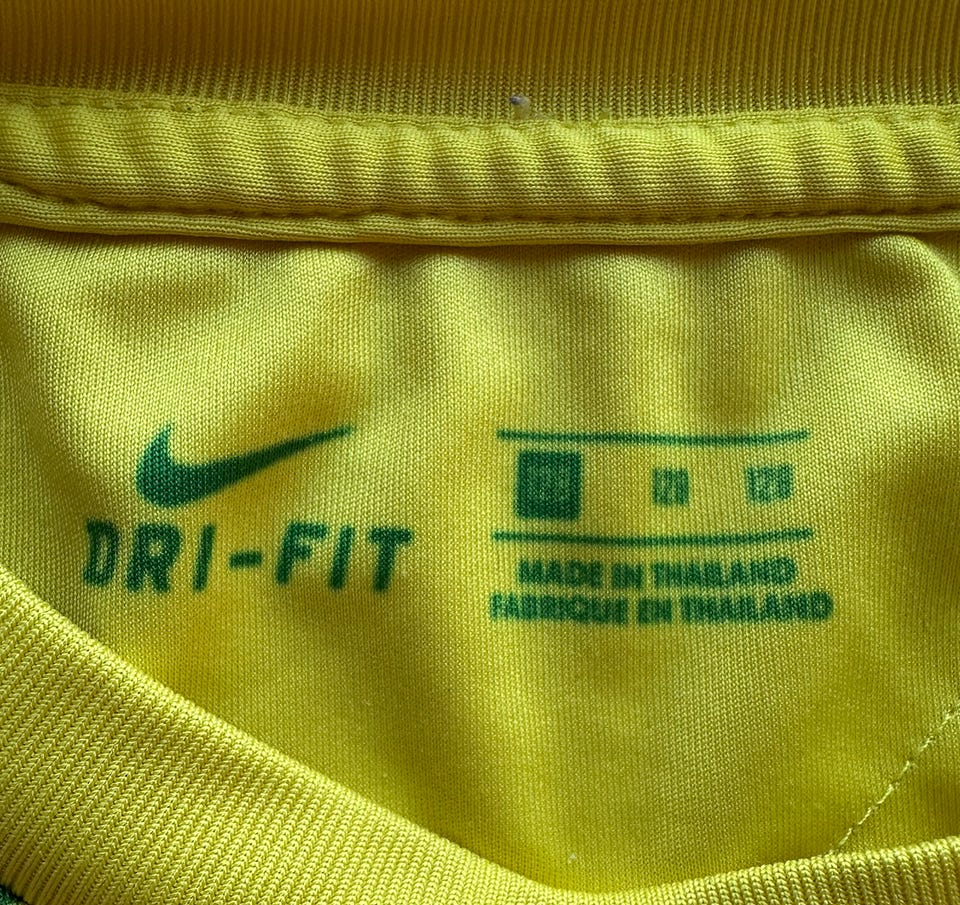 DRI-FIT
MADE IN THAILAND
FABRIQUE EN THAILAND